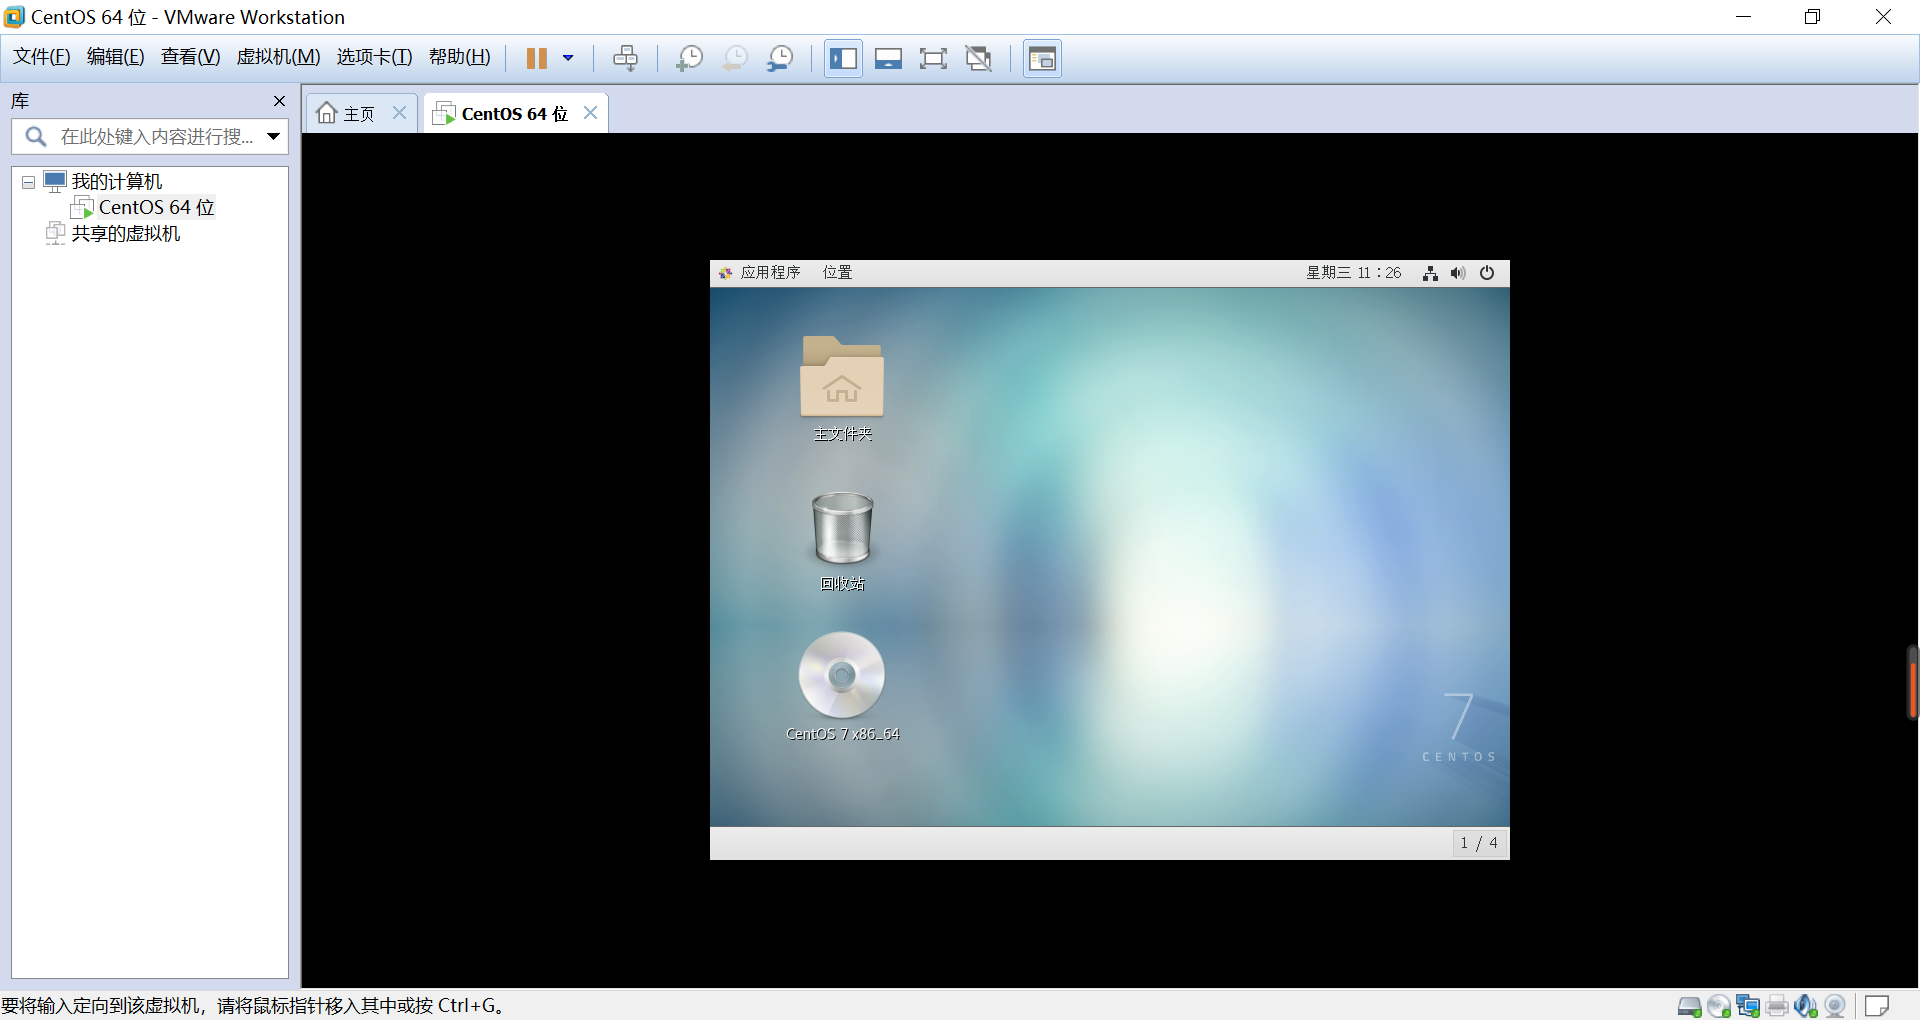 CentOS 64 位 - VMware Workstation
文件(F) 编辑(E) 查看(V) 虚拟机(M) 选项卡(T) 帮助(H)
库
在此处键入内容进行搜...
我的计算机
CentOS 64 位
共享的虚拟机
主页
CentOS 64 位
应用程序 位置 星期三 11:26
主文件夹
回收站
CentOS 7 x86_64
7
CENTOS
1 / 4
要将输入定向到该虚拟机，请将鼠标指针移入其中或按 Ctrl+G。